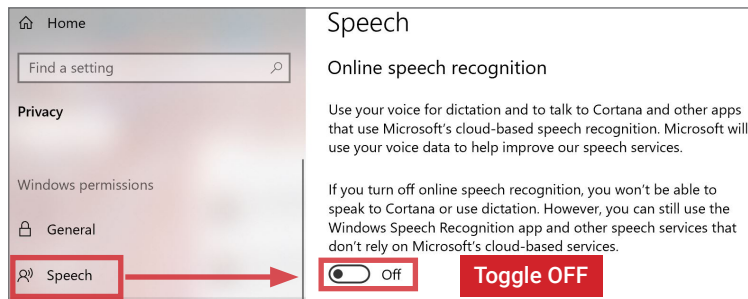 Home
Find a setting
Privacy
Windows permissions
General
Speech
Speech
Online speech recognition
Use your voice for dictation and to talk to Cortana and other apps
that use Microsoft's cloud-based speech recognition. Microsoft will
use your voice data to help improve our speech services.
If you turn off online speech recognition, you won't be able to
speak to Cortana or use dictation. However, you can still use the
Windows Speech Recognition app and other speech services that
don't rely on Microsoft's cloud-based services.
Off
Toggle OFF